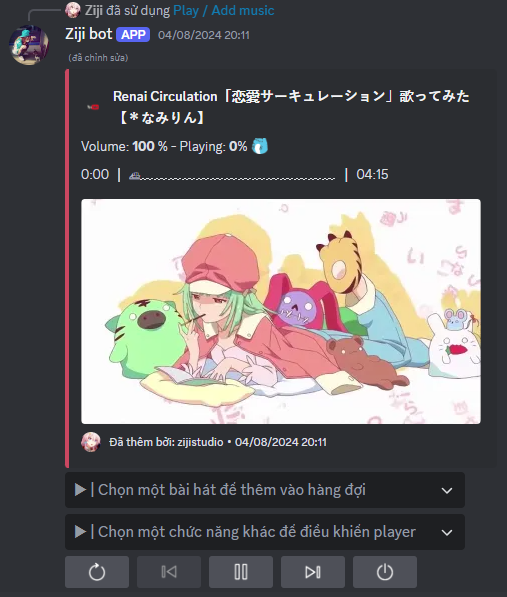 Ziji đã sử dụng Play / Add music
Ziji bot APP 04/08/2024 20:11
(đã chỉnh sửa)
Renai Circulation「恋愛サーキュレーション」歌ってみた
【＊なみりん】
Volume: 100 % - Playing: 0%
0:00 | | 04:15
Đã thêm bởi: zijistudio • 04/08/2024 20:11
▶ | Chọn một bài hát để thêm vào hàng đợi
▶ | Chọn một chức năng khác để điều khiển player